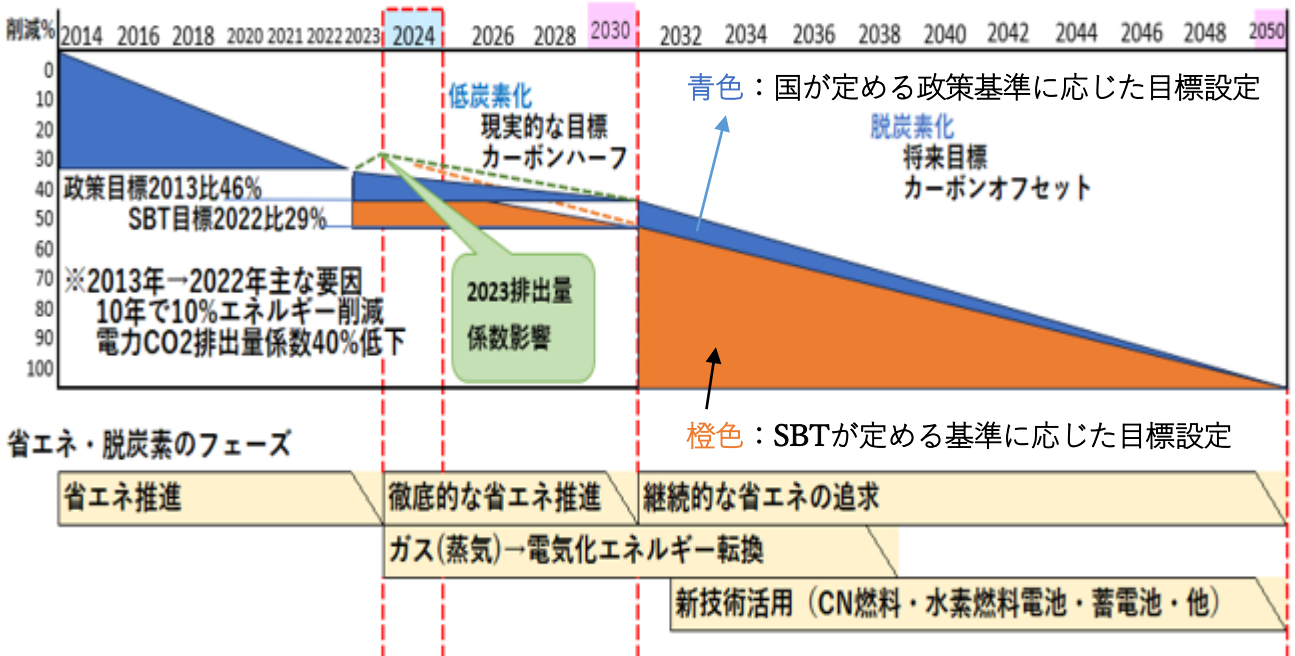 削減% 2014 2016 2018 2020 2021 2022 2023 2024 2026 2028 2030 2032 2034 2036 2038 2040 2042 2044 2046 2048 2050
0
10
20
30
40
50
60
70
80
90
100
低炭素化
現実的な目標
カーボンハーフ
青色：国が定める政策基準に応じた目標設定
脱炭素化
将来目標
カーボンオフセット
政策目標2013比46%
SBT目標2022比29%
※2013年→2022年主な要因
10年で10%エネルギー削減
電力CO2排出量係数40%低下
2023排出量
係数影響
橙色：SBTが定める基準に応じた目標設定
省エネ・脱炭素のフェーズ
省エネ推進
徹底的な省エネ推進
継続的な省エネの追求
ガス(蒸気)→電気化エネルギー転換
新技術活用（CN燃料・水素燃料電池・蓄電池・他）